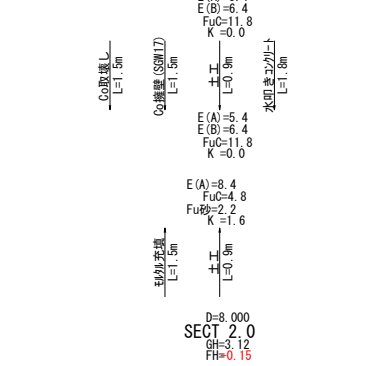 E(B)=6.4
FuC=11.8
K =0.0
Co取壊し
L=1.5m
Co擁壁(SGW17)
L=1.5m
土工
L=0.9m
水叩きｺﾝｸﾘｰﾄ
L=1.8m
E(A)=5.4
E(B)=6.4
FuC=11.8
K =0.0
E(A)=8.4
FuC=4.8
Fu砂=2.2
K =1.6
ﾓﾙﾀﾙ充填
L=1.5m
土工
L=0.9m
D=8.000
SECT 2.0
GH=3.12
FH=-0.15